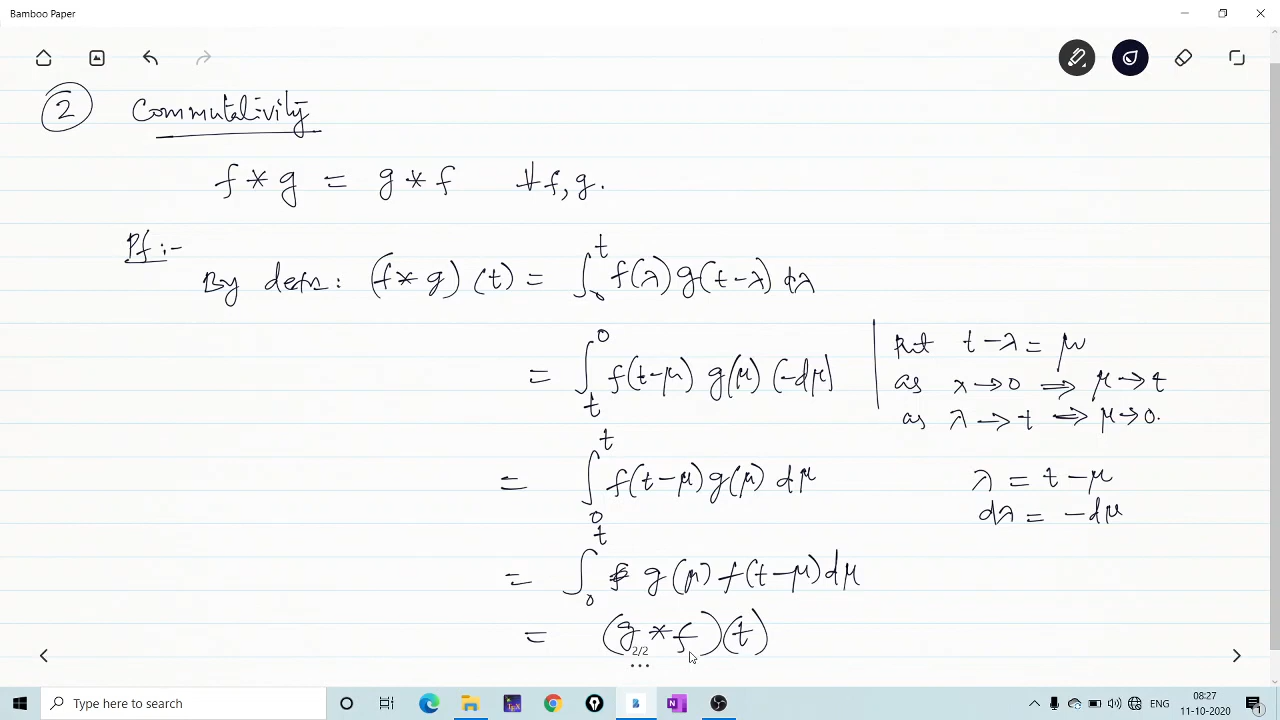 Bamboo Paper
② Commutativity
f * g = g * f ∀ f, g.
Pf :-
By defn: (f * g) (t) = ∫₀ᵗ f(λ) g(t-λ) dλ
= ∫ₜ⁰ f(t-μ) g(μ) (-dμ)
put t-λ = μ
as λ → 0 ⟹ μ → t
as λ → t ⟹ μ → 0.
= ∫₀ᵗ f(t-μ) g(μ) dμ
λ = t-μ
dλ = -dμ
= ∫₀ᵗ g(μ) f(t-μ) dμ
= (g * f)(t)
2/2
Type here to search
ENG
08:27
11-10-2020
1